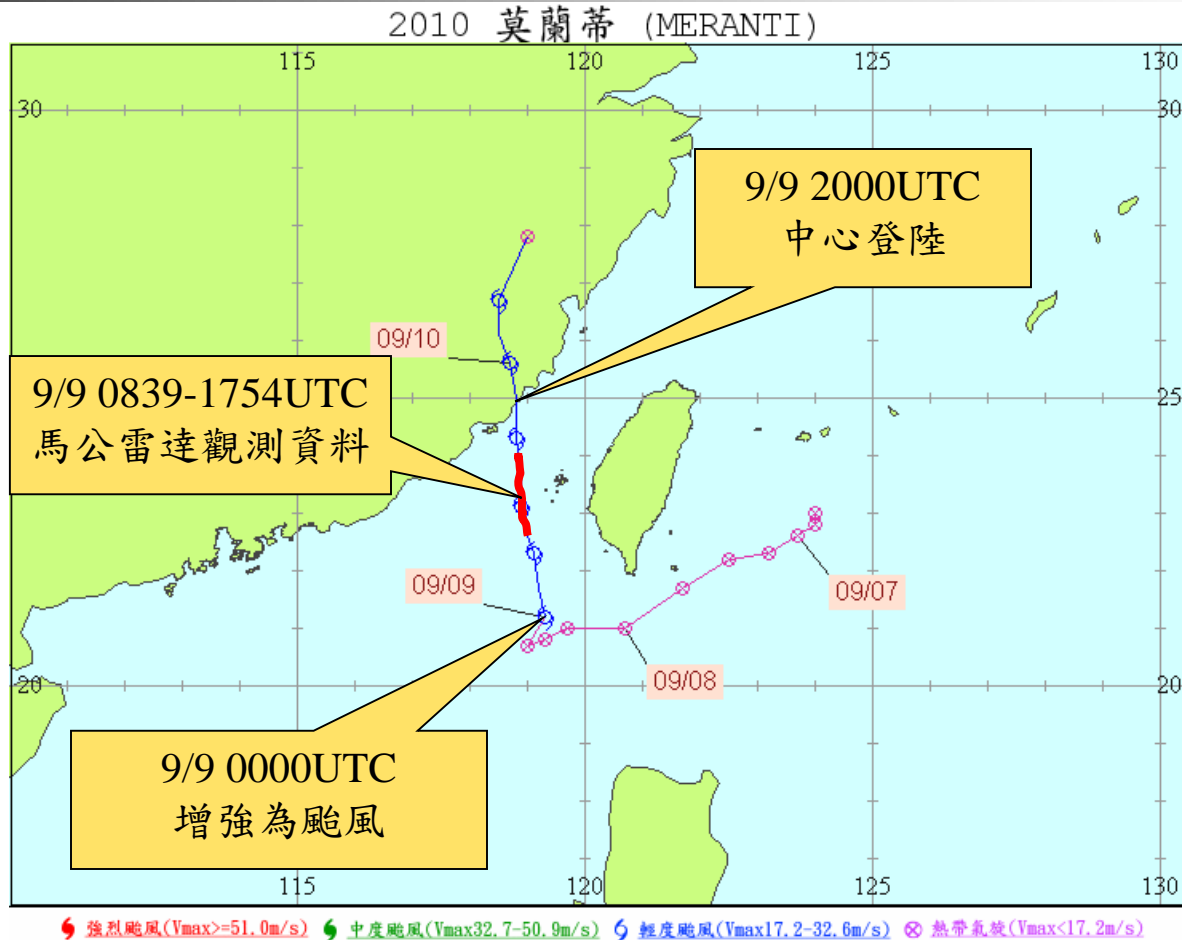 2010 莫蘭蒂 (MERANTI)
115 120 125 130
30 30
9/9 2000UTC
中心登陸
09/10
9/9 0839-1754UTC
馬公雷達觀測資料
25
09/09
09/07
09/08
20 20
9/9 0000UTC
增強為颱風
115 120 125 130
強烈颱風(Vmax>=51.0m/s) 中度颱風(Vmax32.7-50.9m/s) 輕度颱風(Vmax17.2-32.6m/s) 熱帶氣旋(Vmax<17.2m/s)